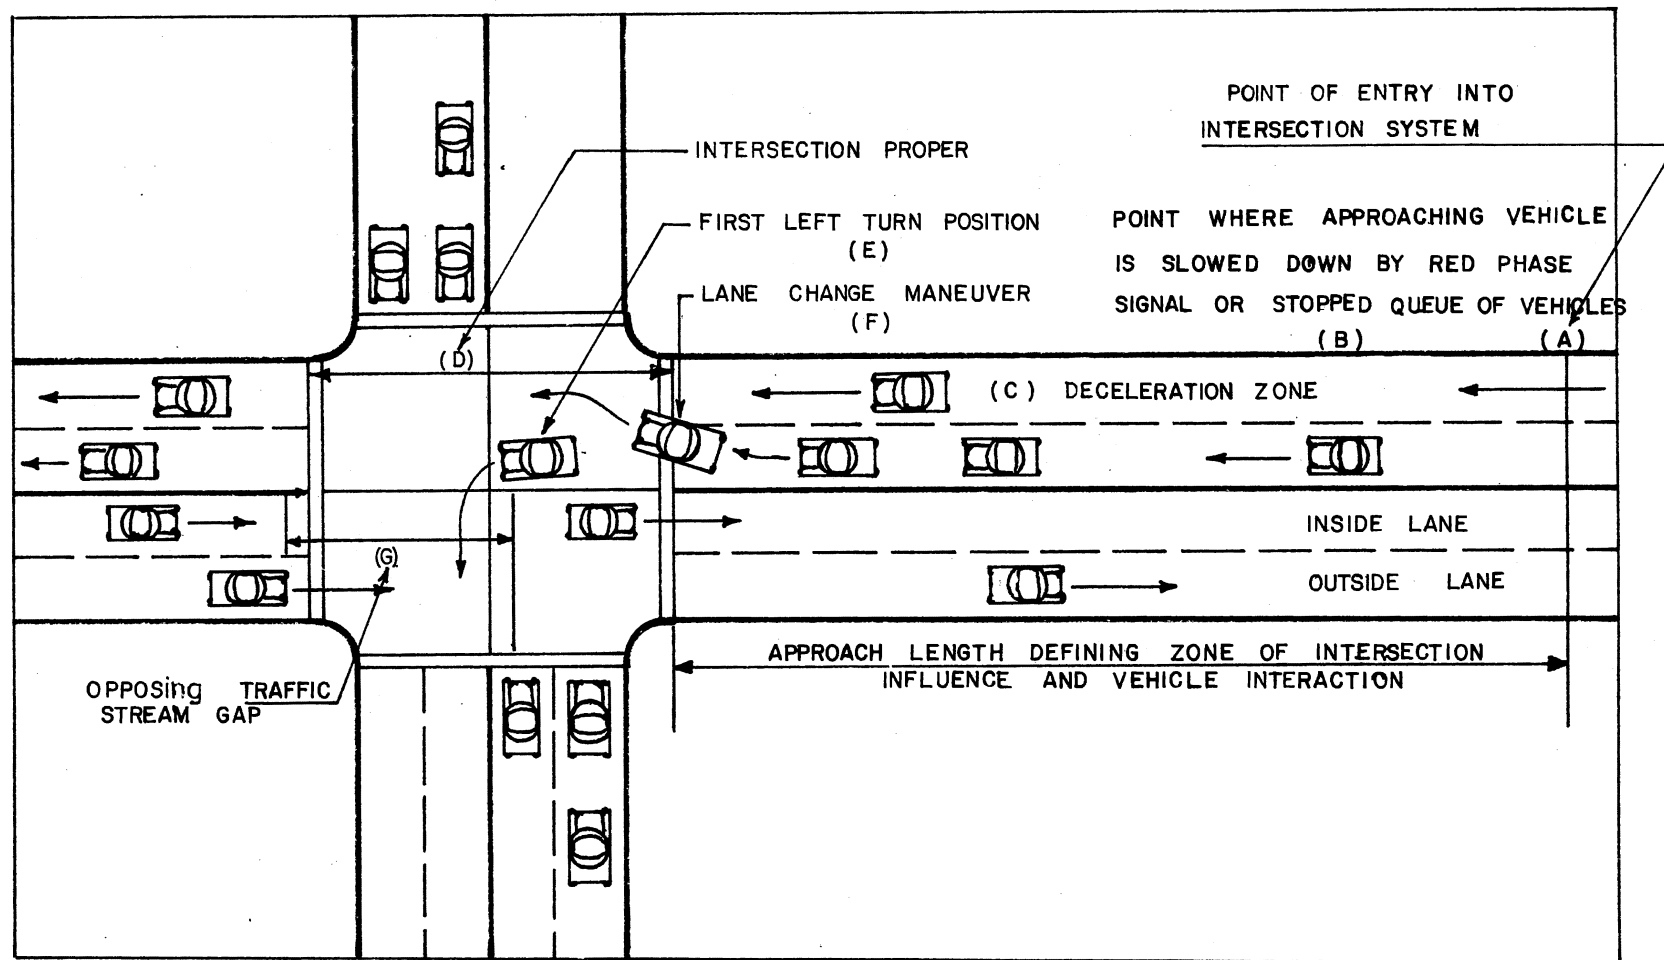 POINT OF ENTRY INTO
INTERSECTION SYSTEM
INTERSECTION PROPER
FIRST LEFT TURN POSITION
(E)
LANE CHANGE MANEUVER
(F)
POINT WHERE APPROACHING VEHICLE
IS SLOWED DOWN BY RED PHASE
SIGNAL OR STOPPED QUEUE OF VEHICLES
(B)
(A)
(D)
(C) DECELERATION ZONE
INSIDE LANE
(G)
OUTSIDE LANE
APPROACH LENGTH DEFINING ZONE OF INTERSECTION
INFLUENCE AND VEHICLE INTERACTION
OPPOSing TRAFFIC
STREAM GAP